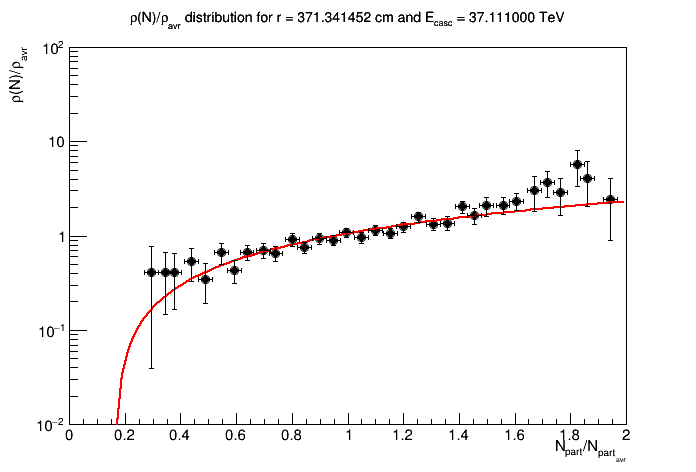 ρ(N)/ρavr distribution for r = 371.341452 cm and Ecasc = 37.111000 TeV
ρ(N)/ρavr
10²
10
1
10⁻¹
10⁻²
0 0.2 0.4 0.6 0.8 1 1.2 1.4 1.6 1.8 2
Npart/Npartavr